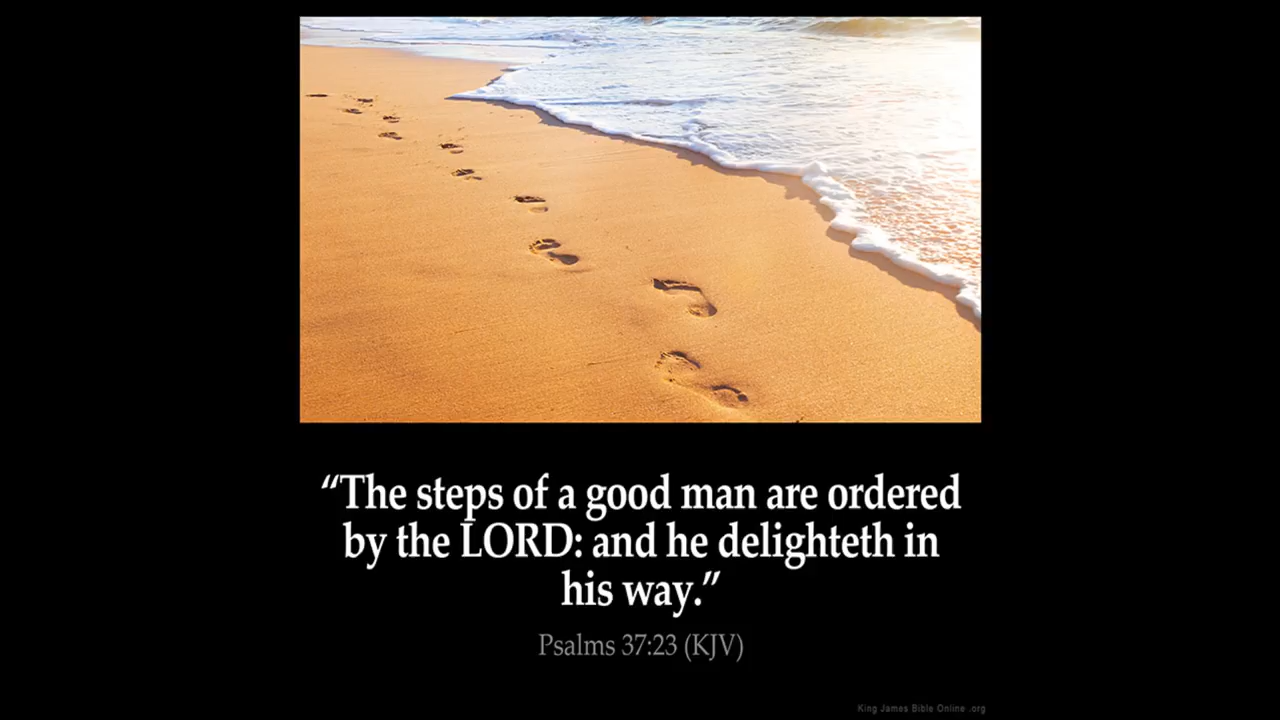 “The steps of a good man are ordered
by the LORD: and he delighteth in
his way.”
Psalms 37:23 (KJV)
King James Bible Online .org